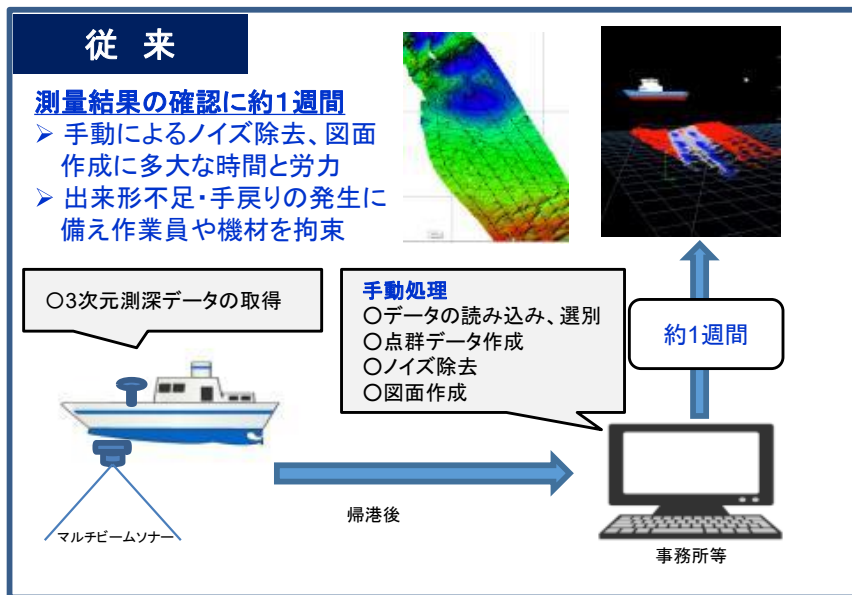 従 来
測量結果の確認に約1週間
➢ 手動によるノイズ除去、図面
作成に多大な時間と労力
➢ 出来形不足・手戻りの発生に
備え作業員や機材を拘束
〇3次元測深データの取得
手動処理
〇データの読み込み、選別
〇点群データ作成
〇ノイズ除去
〇図面作成
約1週間
マルチビームソナー
帰港後
事務所等